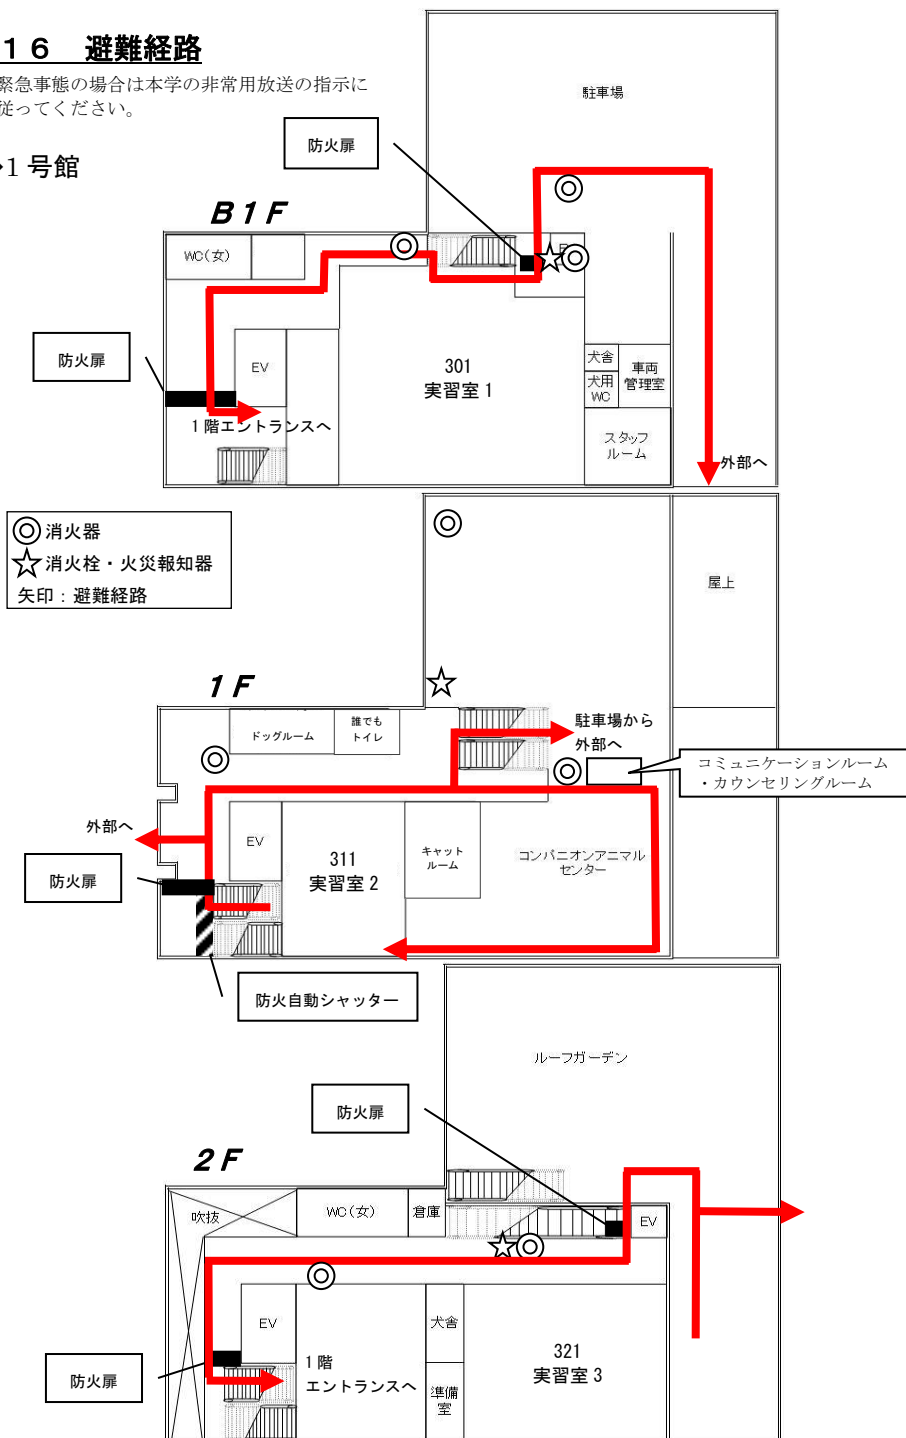 １６　避難経路
緊急事態の場合は本学の非常用放送の指示に
従ってください。
1 号館
駐車場
防火扉
B1F
WC(女)
防火扉
EV
301
実習室 1
犬舎
犬用
WC
車両
管理室
スタッフ
ルーム
1 階エントランスへ
外部へ
消火器
消火栓・火災報知器
矢印：避難経路
屋上
1F
ドッグルーム
誰でも
トイレ
駐車場から
外部へ
コミュニケーションルーム
・カウンセリングルーム
外部へ
EV
311
実習室 2
キャット
ルーム
コンパニオンアニマル
センター
防火扉
防火自動シャッター
ルーフガーデン
防火扉
2F
吹抜
WC(女)
倉庫
EV
EV
犬舎
321
実習室 3
1 階
エントランスへ
準備
室
防火扉